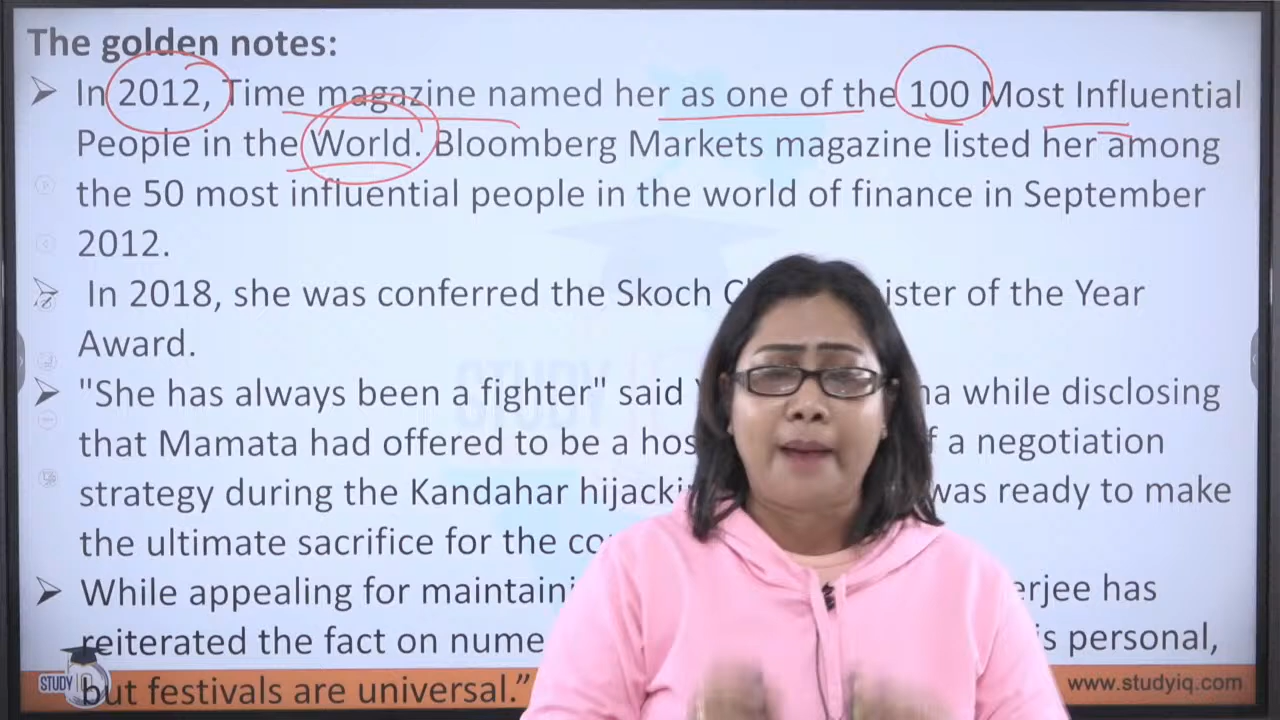 The golden notes:
➤ In 2012, Time magazine named her as one of the 100 Most Influential
People in the World. Bloomberg Markets magazine listed her among
the 50 most influential people in the world of finance in September
2012.
➤ In 2018, she was conferred the Skoch ister of the Year
Award.
➤ "She has always been a fighter" said na while disclosing
that Mamata had offered to be a hos f a negotiation
strategy during the Kandahar hijacki was ready to make
the ultimate sacrifice for the co
➤ While appealing for maintaini erjee has
reiterated the fact on nume is personal,
but festivals are universal.”
STUDY IQ
www.studyiq.com